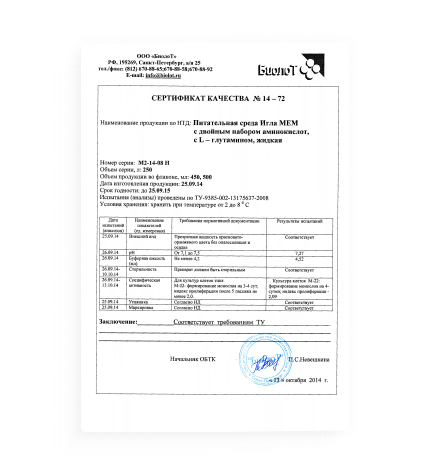 ООО «БиолоТ»
РФ, 195269, Санкт-Петербург, а/я 25
тел./факс: (812) 670-88-65;670-88-58;670-88-92
E-mail: info@biolot.ru
БиолоТ
СЕРТИФИКАТ КАЧЕСТВА № 14 – 72
Наименование продукции по НТД: Питательная среда Игла MEM
с двойным набором аминокислот,
с L – глутамином, жидкая
Номер серии: М2-14-08 Н
Объем серии, л: 250
Объем продукции во флаконе, мл: 450, 500
Дата изготовления продукции: 25.09.14
Срок годности: до 25.09.15
Испытания (анализы) проведены по ТУ-9385-002-13175637-2008
Условия хранения: хранить при температуре от 2 до 8 ° С
Дата испытаний (анализов) Наименование показателей (ед. измерения) Требования нормативной документации Результаты испытаний
25.09.14 Внешний вид Прозрачная жидкость оранжевого цвета без опалесценции и осадка Соответствует
26.09.14 pH От 7,1 до 7,5 7,27
26.09.14 Буферная емкость (мл) Не менее 4,2 4,52
26.09.14- 10.10.14 Стерильность Препарат должен быть стерильным Соответствует
26.09.14- 13.10.14 Специфическая активность Для культур клеток типа М-22: формирование монослоя на 3-4 сут, индекс пролиферации после 5 пассажа не менее 2.0. Культура клеток М-22: формирование монослоя на 4-сутки, индекс пролиферации - 2,09
25.09.14 Упаковка Согласно НД Соответствует
25.09.14 Маркировка Согласно НД Соответствует
Заключение: Соответствует требованиям ТУ
Начальник ОБТК П.С.Невешкина
« 13 » октября 2014 г.